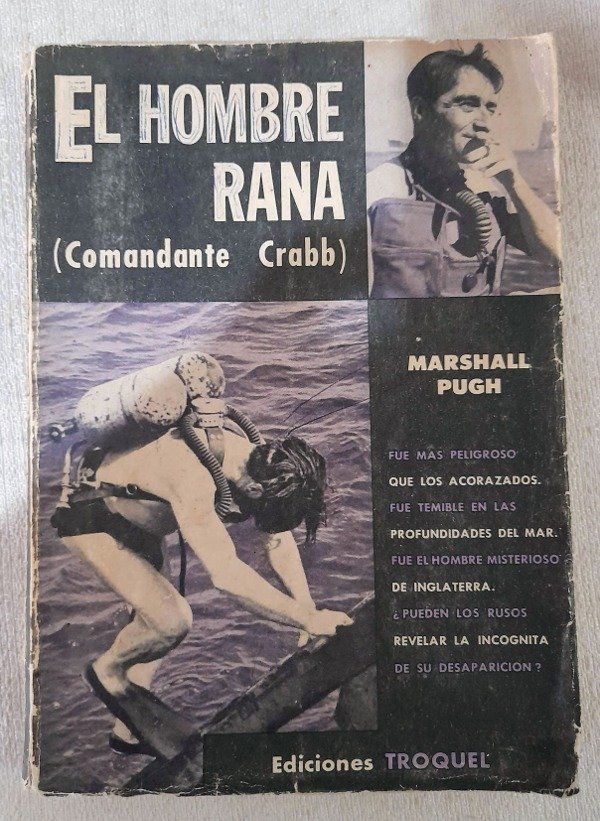 EL HOMBRE
RANA
(Comandante Crabb)
MARSHALL
PUGH
FUE MAS PELIGROSO
QUE LOS ACORAZADOS.
FUE TEMIBLE EN LAS
PROFUNDIDADES DEL MAR.
FUE EL HOMBRE MISTERIOSO
DE INGLATERRA.
¿PUEDEN LOS RUSOS
REVELAR LA INCOGNITA
DE SU DESAPARICION?
Ediciones TROQUEL